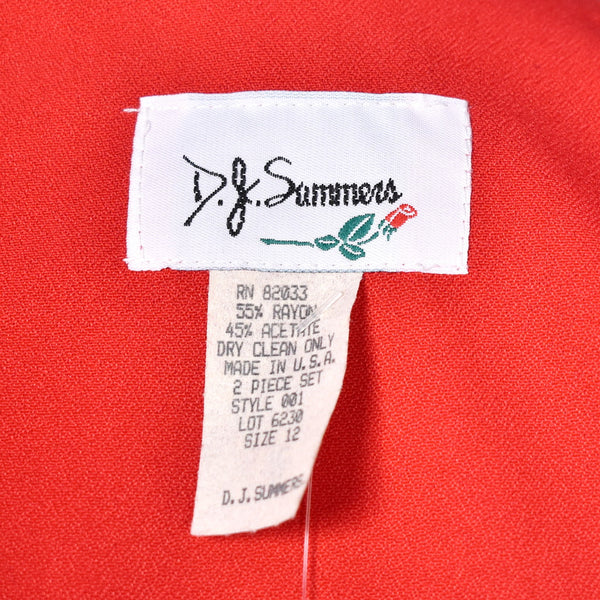 D.J. Summers
RN 82033
55% RAYON
45% ACETATE
DRY CLEAN ONLY
MADE IN U.S.A.
2 PIECE SET
STYLE 001
LOT 6230
SIZE 12
D.J.SUMMERS